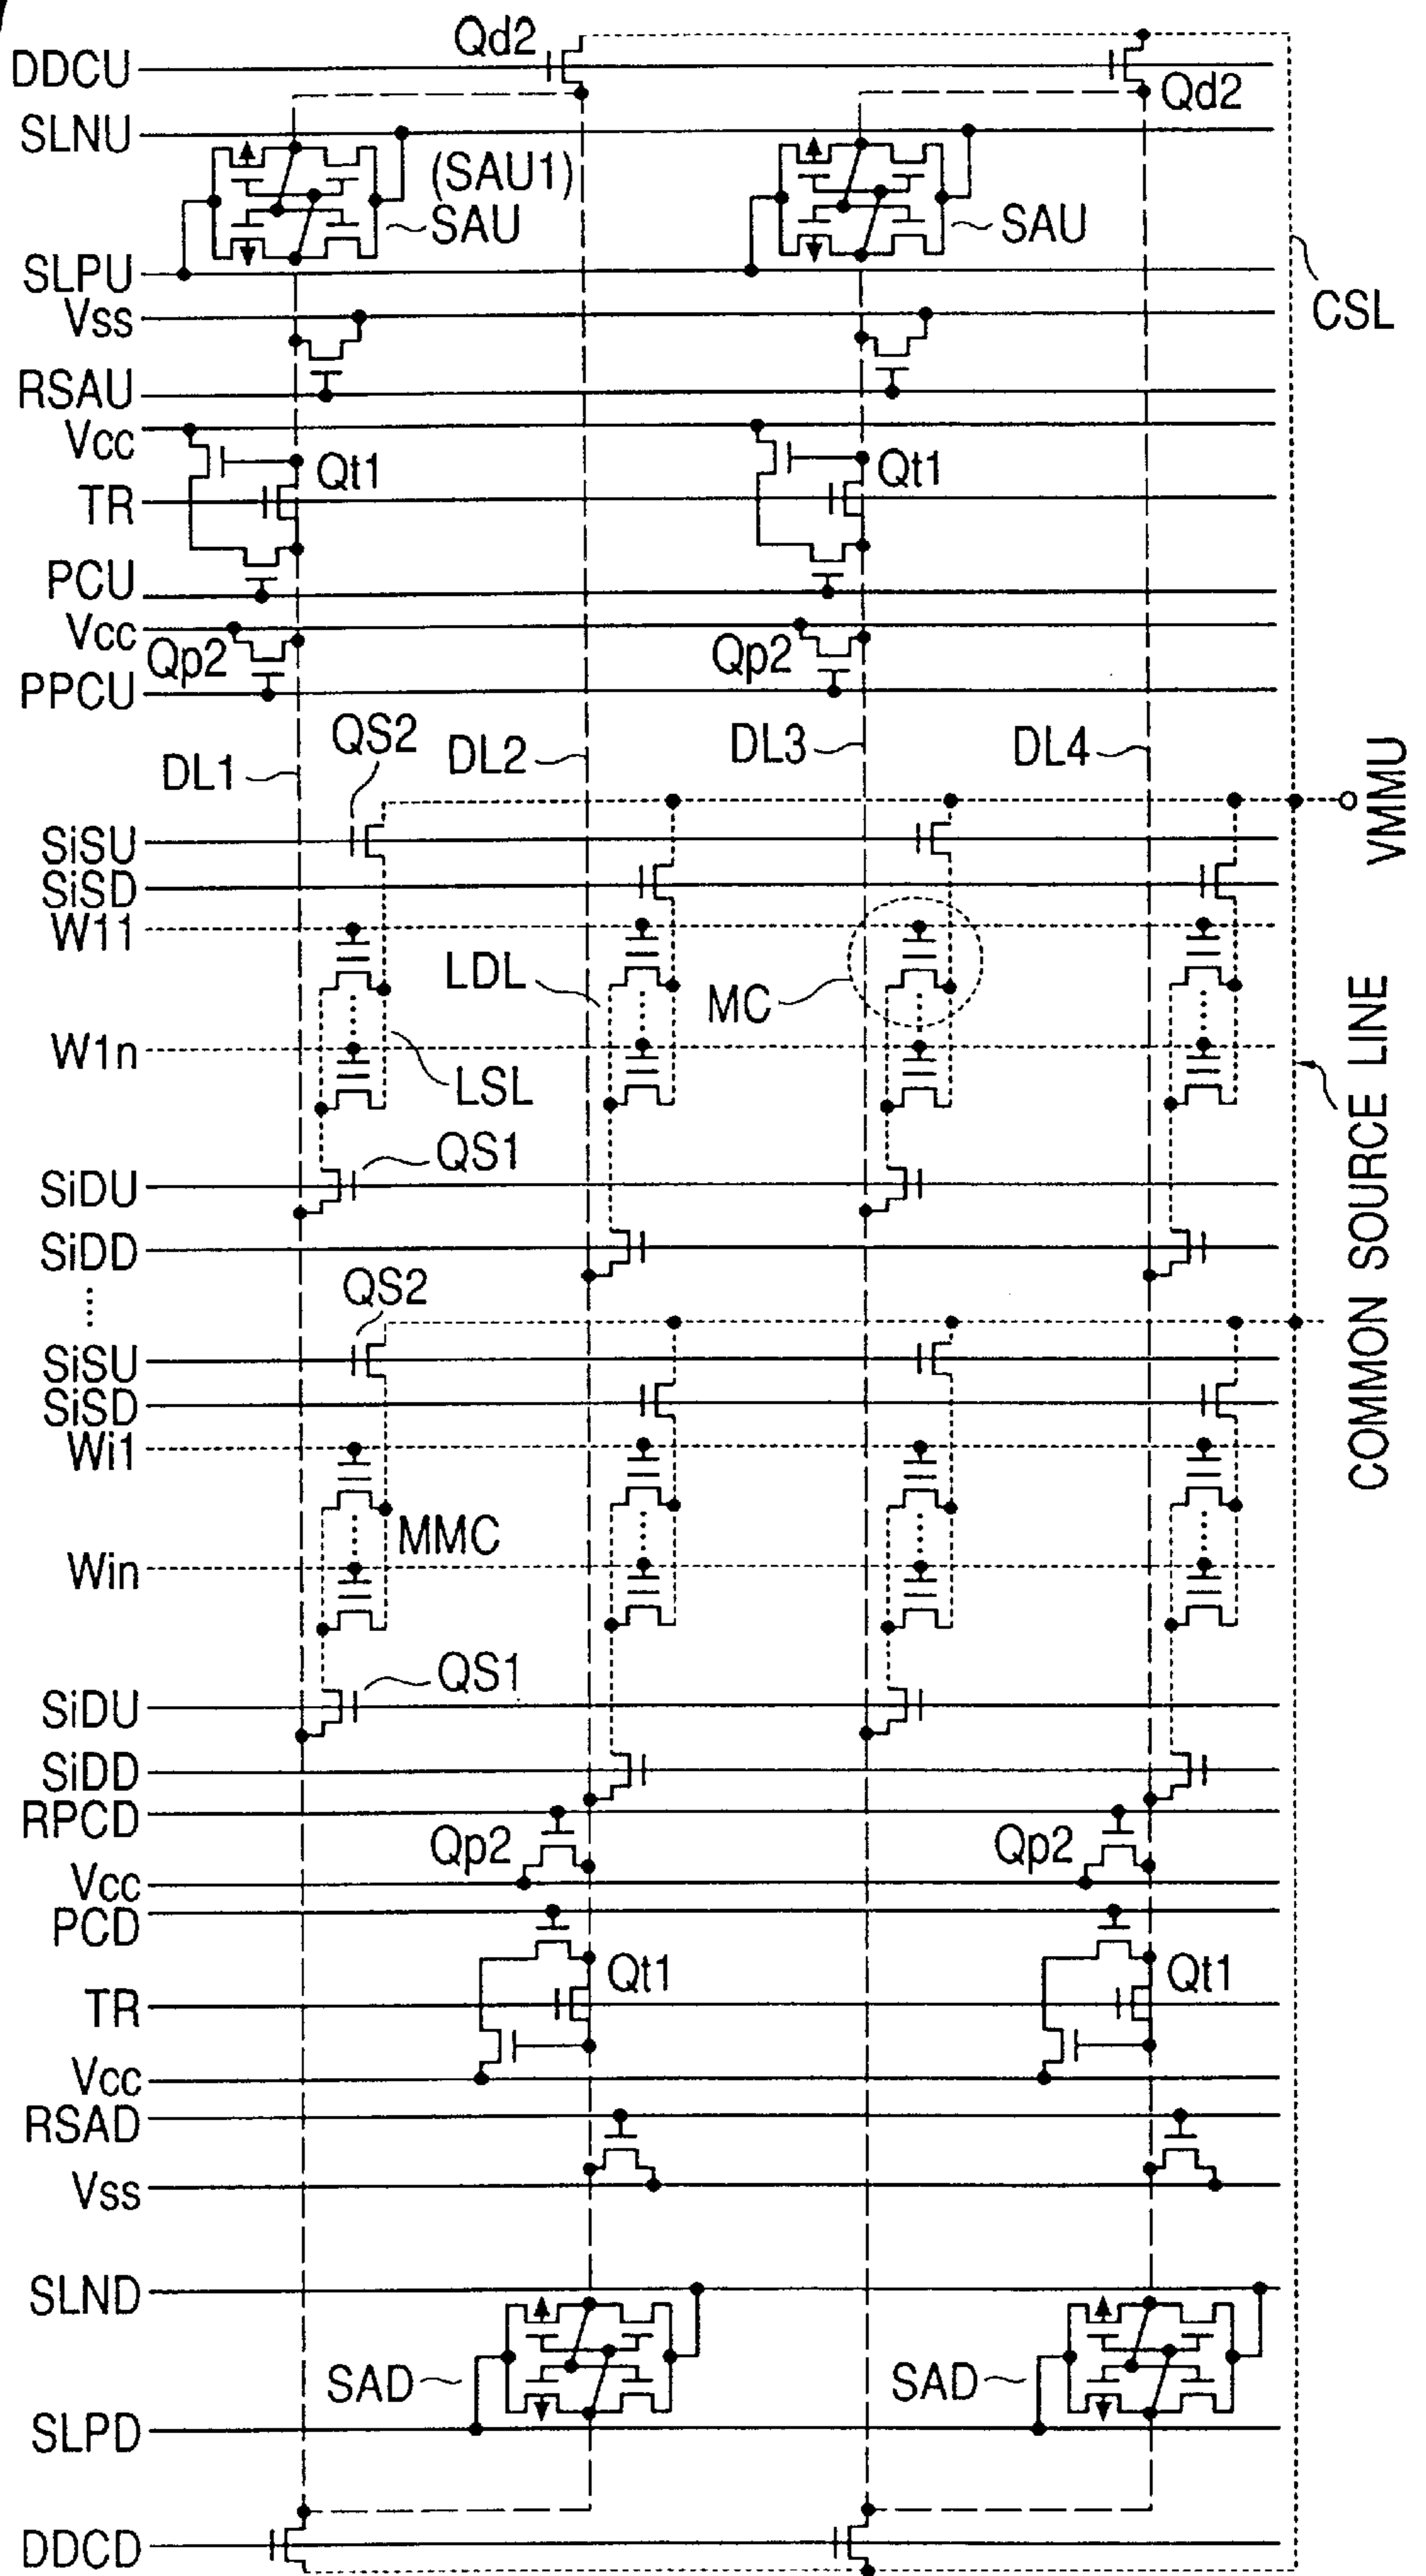 Qd2
DDCU
Qd2
SLNU
(SAU1)
SAU
SAU
SLPU
Vss
CSL
RSAU
Vcc
Qt1
Qt1
TR
PCU
Vcc
Qp2
Qp2
PPCU
QS2
DL1
DL2
DL3
DL4
VMMU
SiSU
SiSD
W11
LDL
MC
W1n
LSL
COMMON SOURCE LINE
QS1
SiDU
SiDD
QS2
SiSU
SiSD
Wi1
MMC
Win
QS1
SiDU
SiDD
RPCD
Qp2
Qp2
Vcc
PCD
Qt1
Qt1
TR
Vcc
RSAD
Vss
SLND
SAD
SAD
SLPD
DDCD